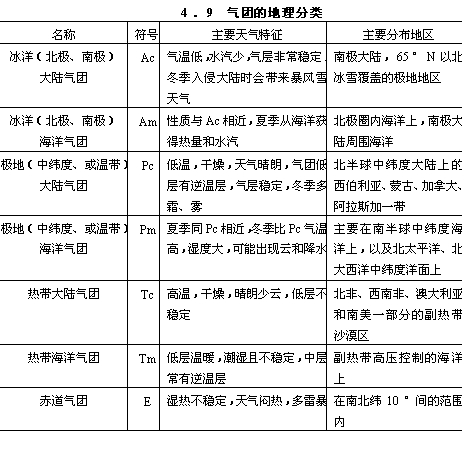 4.9 气团的地理分类
名称 符号 主要天气特征 主要分布地区
冰洋(北极、南极) Ac 气温低,水汽少,气层非常稳定, 南极大陆, 65°N以北
大陆气团 冬季入侵大陆时会带来暴风雪 冰雪覆盖的极地地区
天气
冰洋(北极、南极) Am 性质与Ac相近,夏季从海洋获 北极圈内海洋上,南极大
海洋气团 得热量和水汽 陆周围海洋
极地(中纬度、或温带) Pc 低温,干燥,天气晴朗,气团低 北半球中纬度大陆上的
大陆气团 层有逆温层,气层稳定,冬季多 西伯利亚、蒙古、加拿大、
霜、雾 阿拉斯加一带
极地(中纬度、或温带) Pm 夏季同Pc相近,冬季比Pc气温 主要在南半球中纬度海
海洋气团 高,湿度大,可能出现云和降水 洋上,以及北太平洋、北
大西洋中纬度洋面上
热带大陆气团 Tc 高温,干燥,晴朗少云,低层不 北非、西南非、澳大利亚
稳定 和南美一部分的副热带
沙漠区
热带海洋气团 Tm 低层温暖,潮湿且不稳定,中层 副热带高压控制的海洋
常有逆温层 上
赤道气团 E 湿热不稳定,天气闷热,多雷暴 在南北纬10°间的范围
内